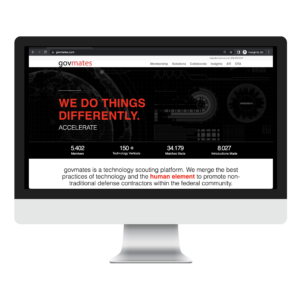 govmates.com
govmates
Membership Solutions Collaborate Insights
WE DO THINGS
DIFFERENTLY.
ACCELERATE
5,402 150+ 34,179 8,027
Members Technology Verticals Matches Made Introductions Made
govmates is a technology scouting platform. We merge the best
practices of technology and the human element to promote non-
traditional defense contractors within the federal community.